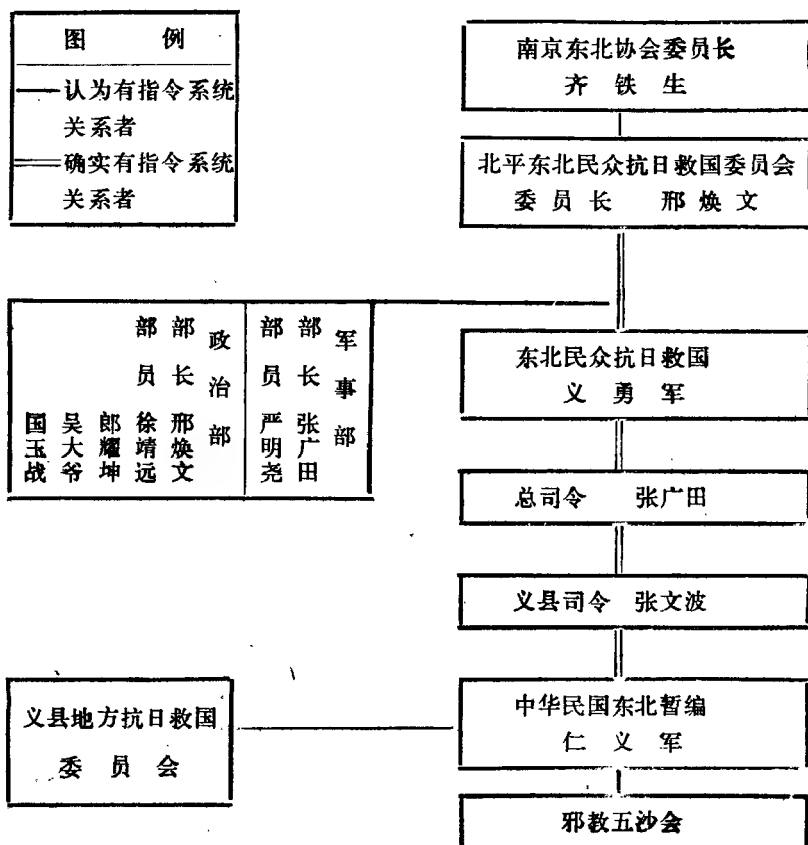 图 例
认为有指令系统
关系者
确实有指令系统
关系者
南京东北协会委员长
齐铁生
北平东北民众抗日救国委员会
委员长 邢焕文
军事部
部长 张广田
部员 严明尧
政治部
部长 邢焕文
部员 徐靖远
郎耀坤
吴大爷
国玉战
东北民众抗日救国
义勇军
总司令 张广田
义县司令 张文波
义县地方抗日救国
委员会
中华民国东北暂编
仁义军
邪教五沙会